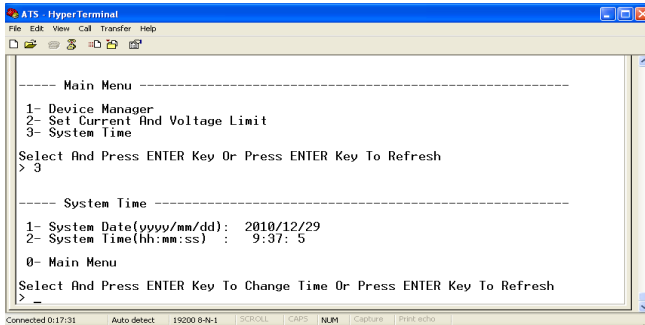 ATS - HyperTerminal
File Edit View Call Transfer Help
----- Main Menu -----------------------------------------------------
1- Device Manager
2- Set Current And Voltage Limit
3- System Time
Select And Press ENTER Key Or Press ENTER Key To Refresh
> 3
----- System Time ---------------------------------------------------
1- System Date(yyyy/mm/dd): 2010/12/29
2- System Time(hh:mm:ss) : 9:37: 5
0- Main Menu
Select And Press ENTER Key To Change Time Or Press ENTER Key To Refresh
> _
Connected 0:17:31 Auto detect 19200 8-N-1 SCROLL CAPS NUM Capture Print echo